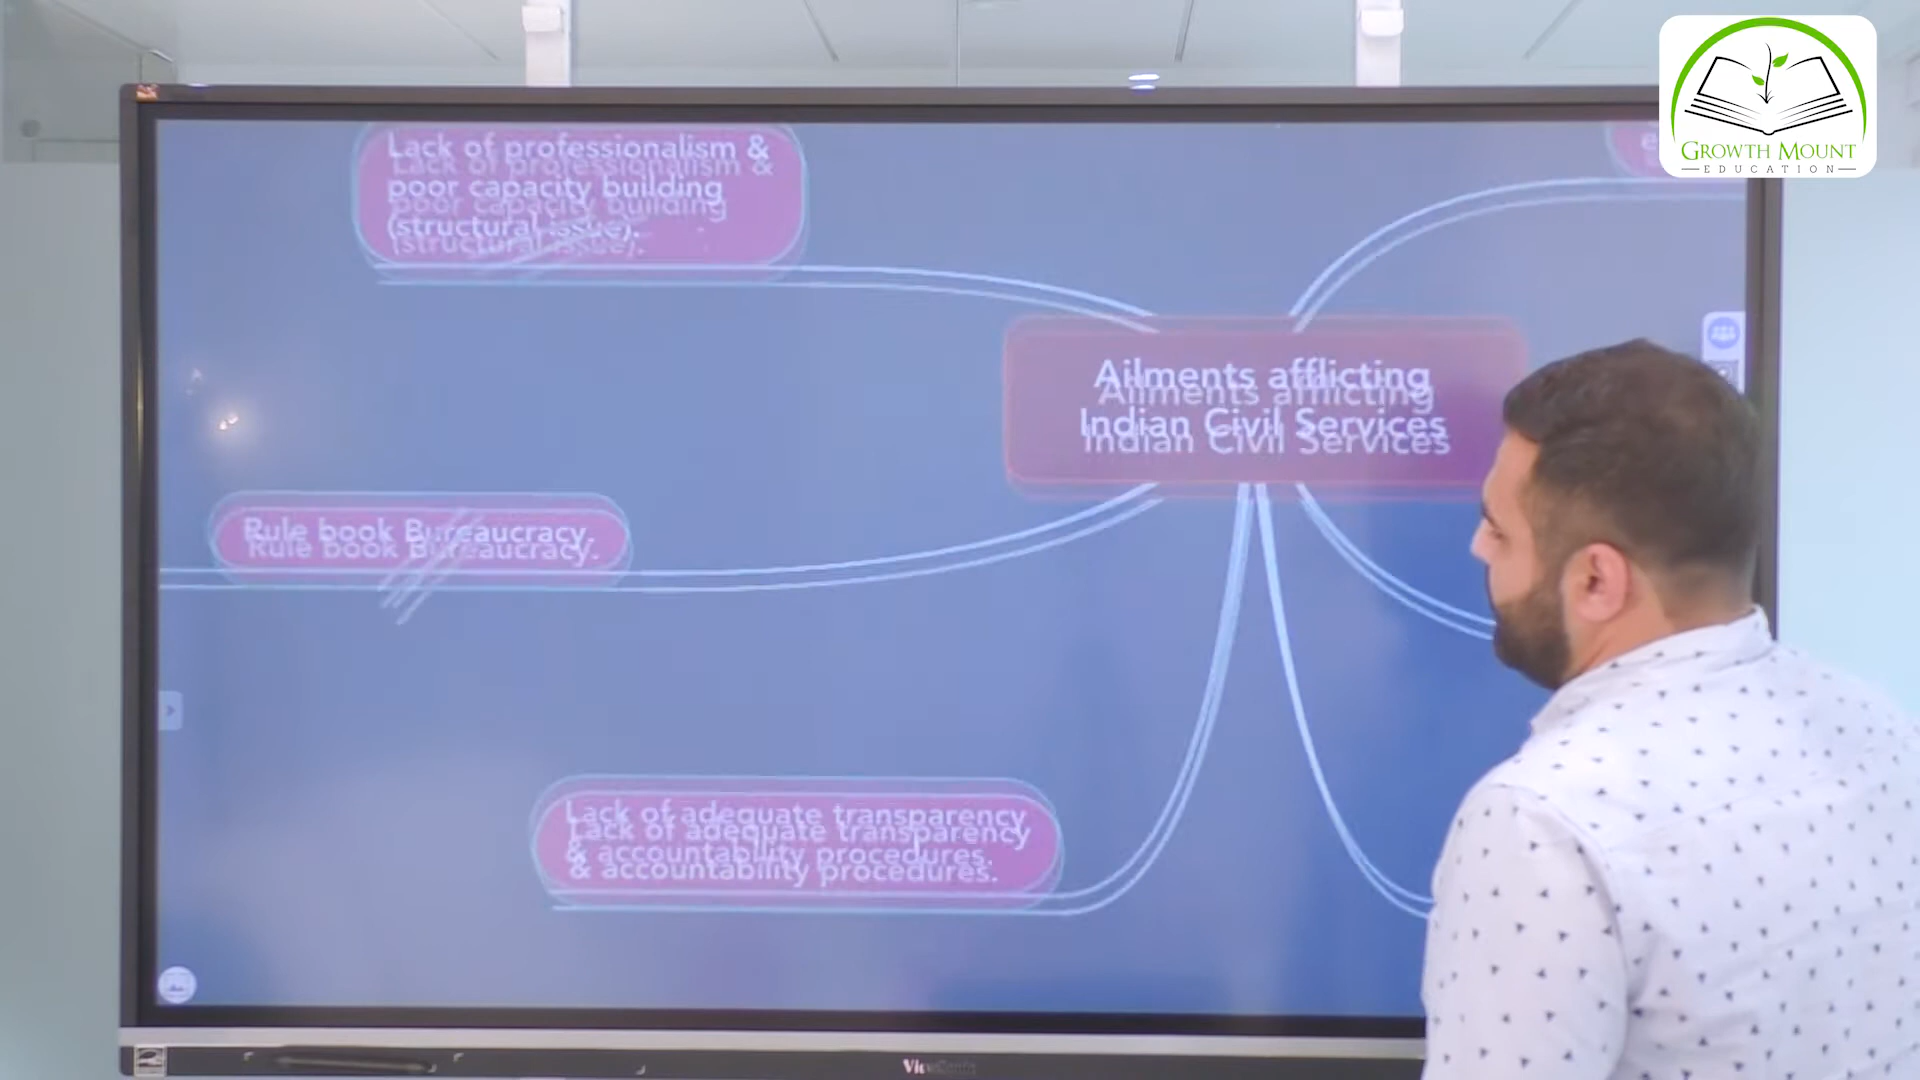 Lack of professionalism &
poor capacity building
(structural issue).
Ailments afflicting
Indian Civil Services
Rule book Bureaucracy.
Lack of adequate transparency
& accountability procedures.
GROWTH MOUNT
EDUCATION